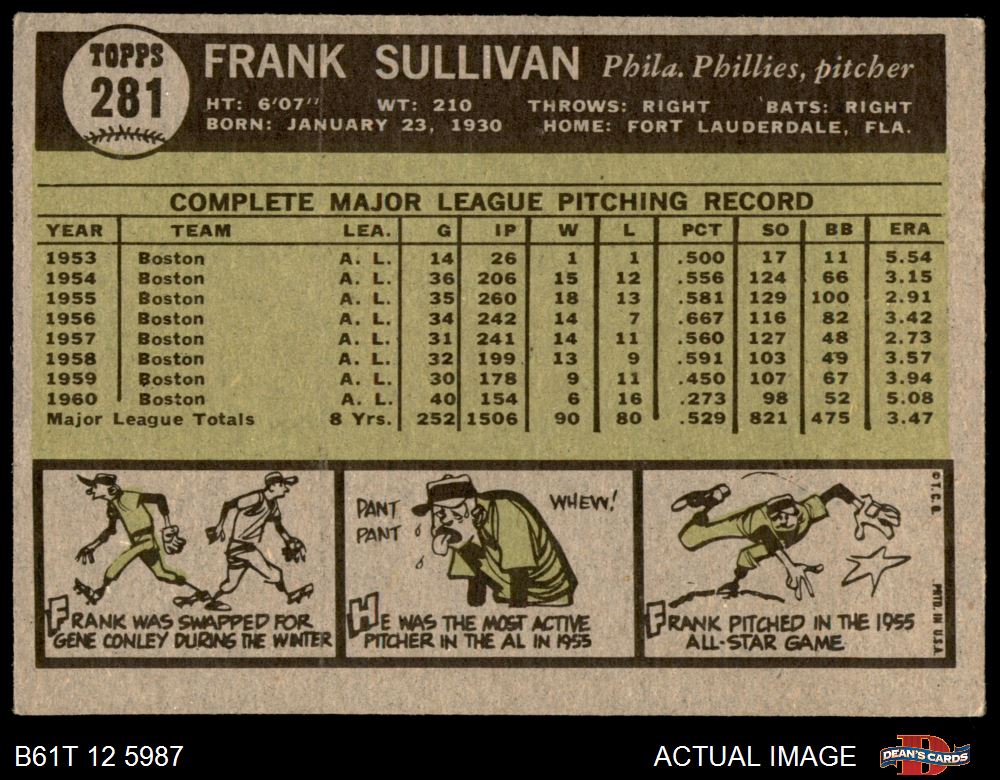 TOPPS
281
FRANK SULLIVAN Phila. Phillies, pitcher
HT: 6'07" WT: 210 THROWS: RIGHT BATS: RIGHT
BORN: JANUARY 23, 1930 HOME: FORT LAUDERDALE, FLA.
COMPLETE MAJOR LEAGUE PITCHING RECORD
YEAR TEAM LEA. G IP W L PCT SO BB ERA
1953 Boston A. L. 14 26 1 1 .500 17 11 5.54
1954 Boston A. L. 36 206 15 12 .556 124 66 3.15
1955 Boston A. L. 35 260 18 13 .581 129 100 2.91
1956 Boston A. L. 34 242 14 7 .667 116 82 3.42
1957 Boston A. L. 31 241 14 11 .560 127 48 2.73
1958 Boston A. L. 32 199 13 9 .591 103 49 3.57
1959 Boston A. L. 30 178 9 11 .450 107 67 3.94
1960 Boston A. L. 40 154 6 16 .273 98 52 5.08
Major League Totals 8 Yrs. 252 1506 90 80 .529 821 475 3.47
FRANK WAS SWAPPED FOR
GENE CONLEY DURING THE WINTER
PANT
PANT
WHEW!
HE WAS THE MOST ACTIVE
PITCHER IN THE AL IN 1955
FRANK PITCHED IN THE 1955
ALL-STAR GAME
© T.C.G. PRTD. IN U.S.A.
B61T 12 5987 ACTUAL IMAGE
DEAN'S CARDS